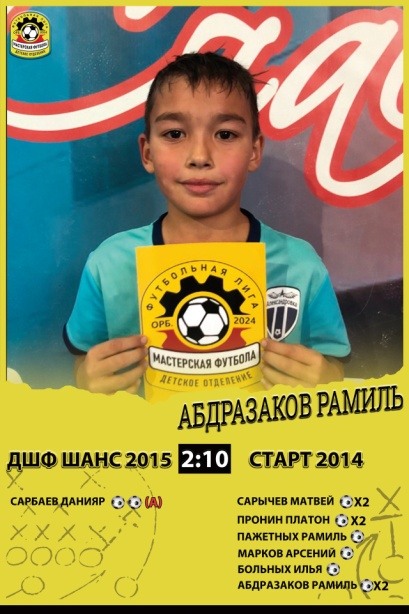 МАСТЕРСКАЯ ФУТБОЛА
ДЕТСКОЕ ОТДЕЛЕНИЕ
ФУТБОЛЬНАЯ ЛИГА
ОРБ. 2024
МАСТЕРСКАЯ ФУТБОЛА
ДЕТСКОЕ ОТДЕЛЕНИЕ
АЛЕКСАНДРОВКА
АБДРАЗАКОВ РАМИЛЬ
ДШФ ШАНС 2015 2:10 СТАРТ 2014
САРБАЕВ ДАНИЯР (А)
САРЫЧЕВ МАТВЕЙ X2
ПРОНИН ПЛАТОН X2
ПАЖЕТНЫХ РАМИЛЬ
МАРКОВ АРСЕНИЙ
БОЛЬНЫХ ИЛЬЯ
АБДРАЗАКОВ РАМИЛЬ X2